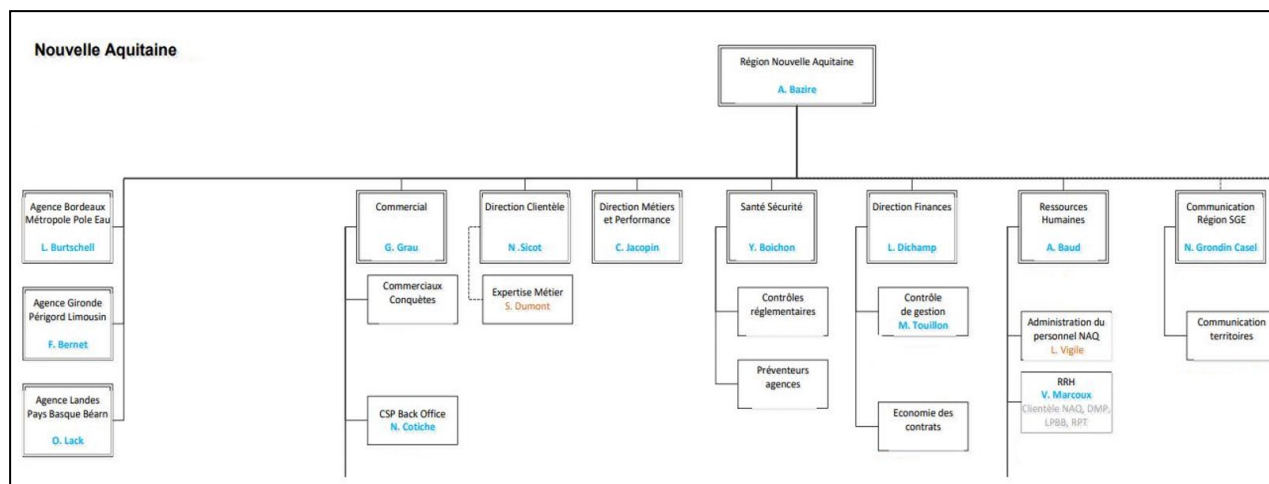 Nouvelle Aquitaine
Région Nouvelle Aquitaine
A. Bazire
Agence Bordeaux
Métropole Pole Eau
L. Burtschell
Agence Gironde
Périgord Limousin
F. Bernet
Agence Landes
Pays Basque Béarn
O. Lack
Commercial
G. Grau
Commerciaux
Conquêtes
CSP Back Office
N. Cotiche
Direction Clientèle
N .Sicot
Expertise Métier
S. Dumont
Direction Métiers
et Performance
C. Jacopin
Santé Sécurité
Y. Boichon
Contrôles
réglementaires
Préventeurs
agences
Direction Finances
L. Dichamp
Contrôle
de gestion
M. Touillon
Economie des
contrats
Ressources
Humaines
A. Baud
Administration du
personnel NAQ
L. Vigile
RRH
V. Marcoux
Clientèle NAQ, DMP,
LPBB, RPT
Communication
Région SGE
N. Grondin Casel
Communication
territoires